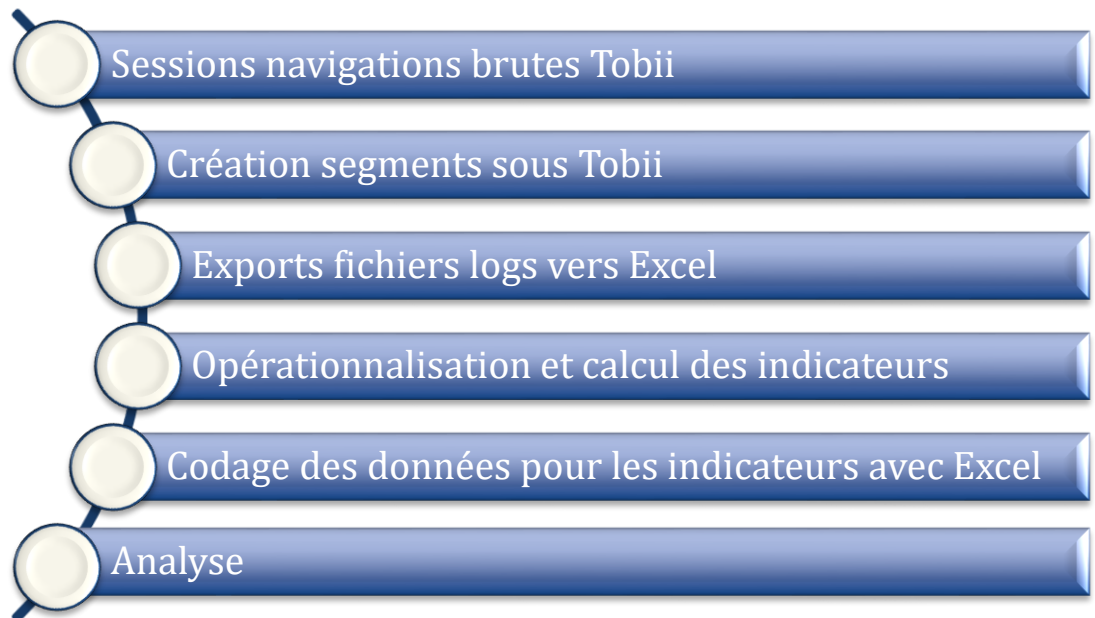 Sessions navigations brutes Tobii
Création segments sous Tobii
Exports fichiers logs vers Excel
Opérationnalisation et calcul des indicateurs
Codage des données pour les indicateurs avec Excel
Analyse